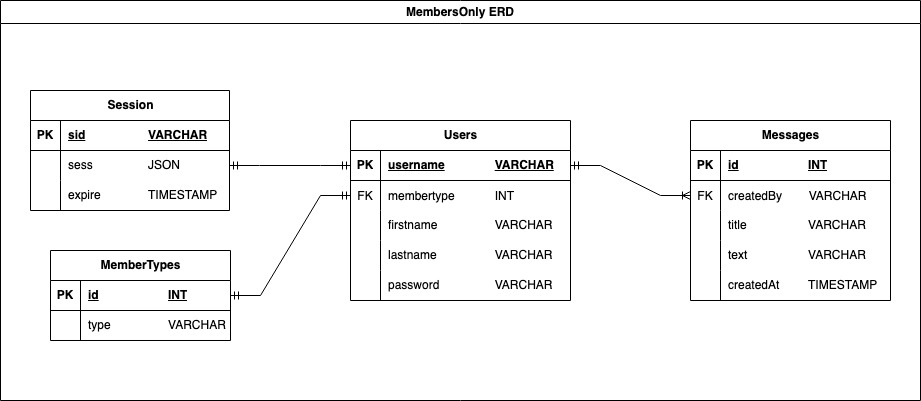 MembersOnly ERD
Session
PK sid VARCHAR
sess JSON
expire TIMESTAMP
MemberTypes
PK id INT
type VARCHAR
Users
PK username VARCHAR
FK membertype INT
firstname VARCHAR
lastname VARCHAR
password VARCHAR
Messages
PK id INT
FK createdBy VARCHAR
title VARCHAR
text VARCHAR
createdAt TIMESTAMP